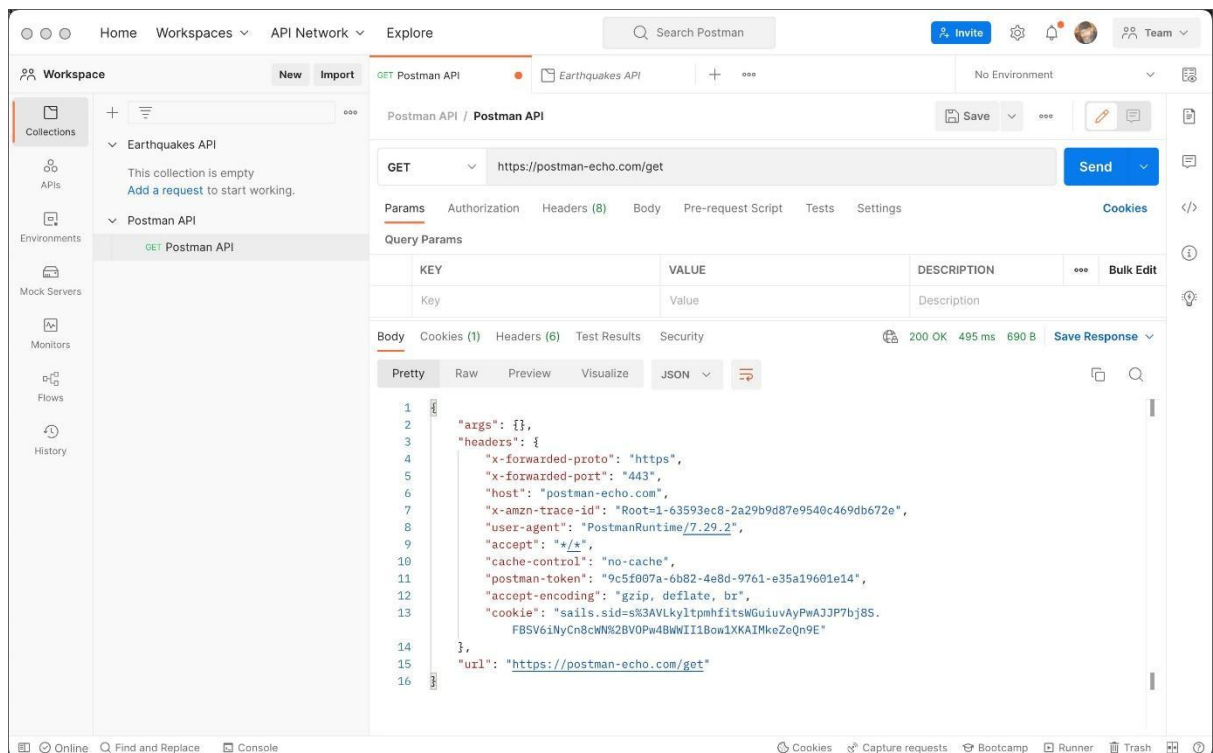 Home Workspaces API Network Explore Search Postman Invite Team
Workspace New Import GET Postman API Earthquakes API No Environment
Collections
APIs
Environments
Mock Servers
Monitors
Flows
History
Earthquakes API
This collection is empty
Add a request to start working.
Postman API
GET Postman API
Postman API / Postman API Save
GET https://postman-echo.com/get Send
Params Authorization Headers (8) Body Pre-request Script Tests Settings Cookies
Query Params
KEY VALUE DESCRIPTION Bulk Edit
Key Value Description
Body Cookies (1) Headers (6) Test Results Security 200 OK 495 ms 690 B Save Response
Pretty Raw Preview Visualize JSON
1 {
2 "args": {},
3 "headers": {
4 "x-forwarded-proto": "https",
5 "x-forwarded-port": "443",
6 "host": "postman-echo.com",
7 "x-amzn-trace-id": "Root=1-63593ec8-2a29b9d87e9540c469db672e",
8 "user-agent": "PostmanRuntime/7.29.2",
9 "accept": "*/*",
10 "cache-control": "no-cache",
11 "postman-token": "9c5f007a-6b82-4e8d-9761-e35a19601e14",
12 "accept-encoding": "gzip, deflate, br",
13 "cookie": "sails.sid=s%3AVLkyltpmhfitsWGuiuvAyPwAJJP7bj8S.
FBSV6iNyCn8cWN%2BVOPw4BWWII1Bow1XKAIMkeZeQn9E"
14 },
15 "url": "https://postman-echo.com/get"
16 }
Online Find and Replace Console Cookies Capture requests Bootcamp Runner Trash